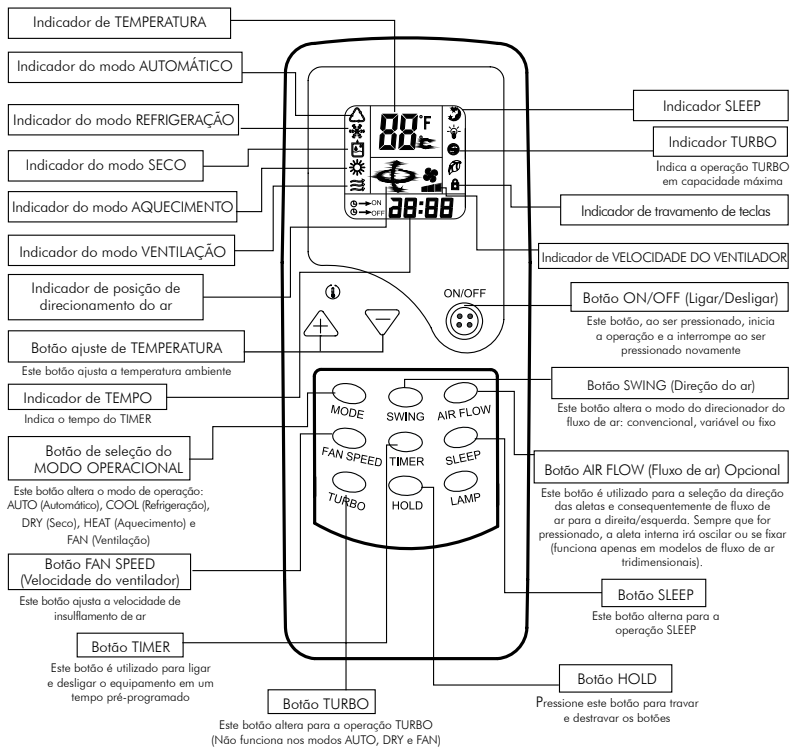 Indicador de TEMPERATURA
Indicador do modo AUTOMÁTICO
Indicador do modo REFRIGERAÇÃO
Indicador do modo SECO
Indicador do modo AQUECIMENTO
Indicador do modo VENTILAÇÃO
Indicador de posição de
direcionamento do ar
Botão ajuste de TEMPERATURA
Este botão ajusta a temperatura ambiente
Indicador de TEMPO
Indica o tempo do TIMER
Botão de seleção do
MODO OPERACIONAL
Este botão altera o modo de operação:
AUTO (Automático), COOL (Refrigeração),
DRY (Seco), HEAT (Aquecimento) e
FAN (Ventilação)
Botão FAN SPEED
(Velocidade do ventilador)
Este botão ajusta a velocidade de
insulflamento de ar
Botão TIMER
Este botão é utilizado para ligar
e desligar o equipamento em um
tempo pré-programado
Botão TURBO
Este botão altera para a operação TURBO
(Não funciona nos modos AUTO, DRY e FAN)
88°F
ON
OFF
28:88
ON/OFF
MODE
SWING
AIR FLOW
FAN SPEED
TIMER
SLEEP
TURBO
HOLD
LAMP
Indicador SLEEP
Indicador TURBO
Indica a operação TURBO
em capacidade máxima
Indicador de travamento de teclas
Indicador de VELOCIDADE DO VENTILADOR
Botão ON/OFF (Ligar/Desligar)
Este botão, ao ser pressionado, inicia
a operação e a interrompe ao ser
pressionado novamente
Botão SWING (Direção do ar)
Este botão altera o modo do direcionador do
fluxo de ar: convencional, variável ou fixo
Botão AIR FLOW (Fluxo de ar) Opcional
Este botão é utilizado para a seleção da direção
das aletas e consequentemente de fluxo de
ar para a direita/esquerda. Sempre que for
pressionado, a aleta interna irá oscilar ou se fixar
(funciona apenas em modelos de fluxo de ar
tridimensionais).
Botão SLEEP
Este botão alterna para a
operação SLEEP
Botão HOLD
Pressione este botão para travar
e destravar os botões